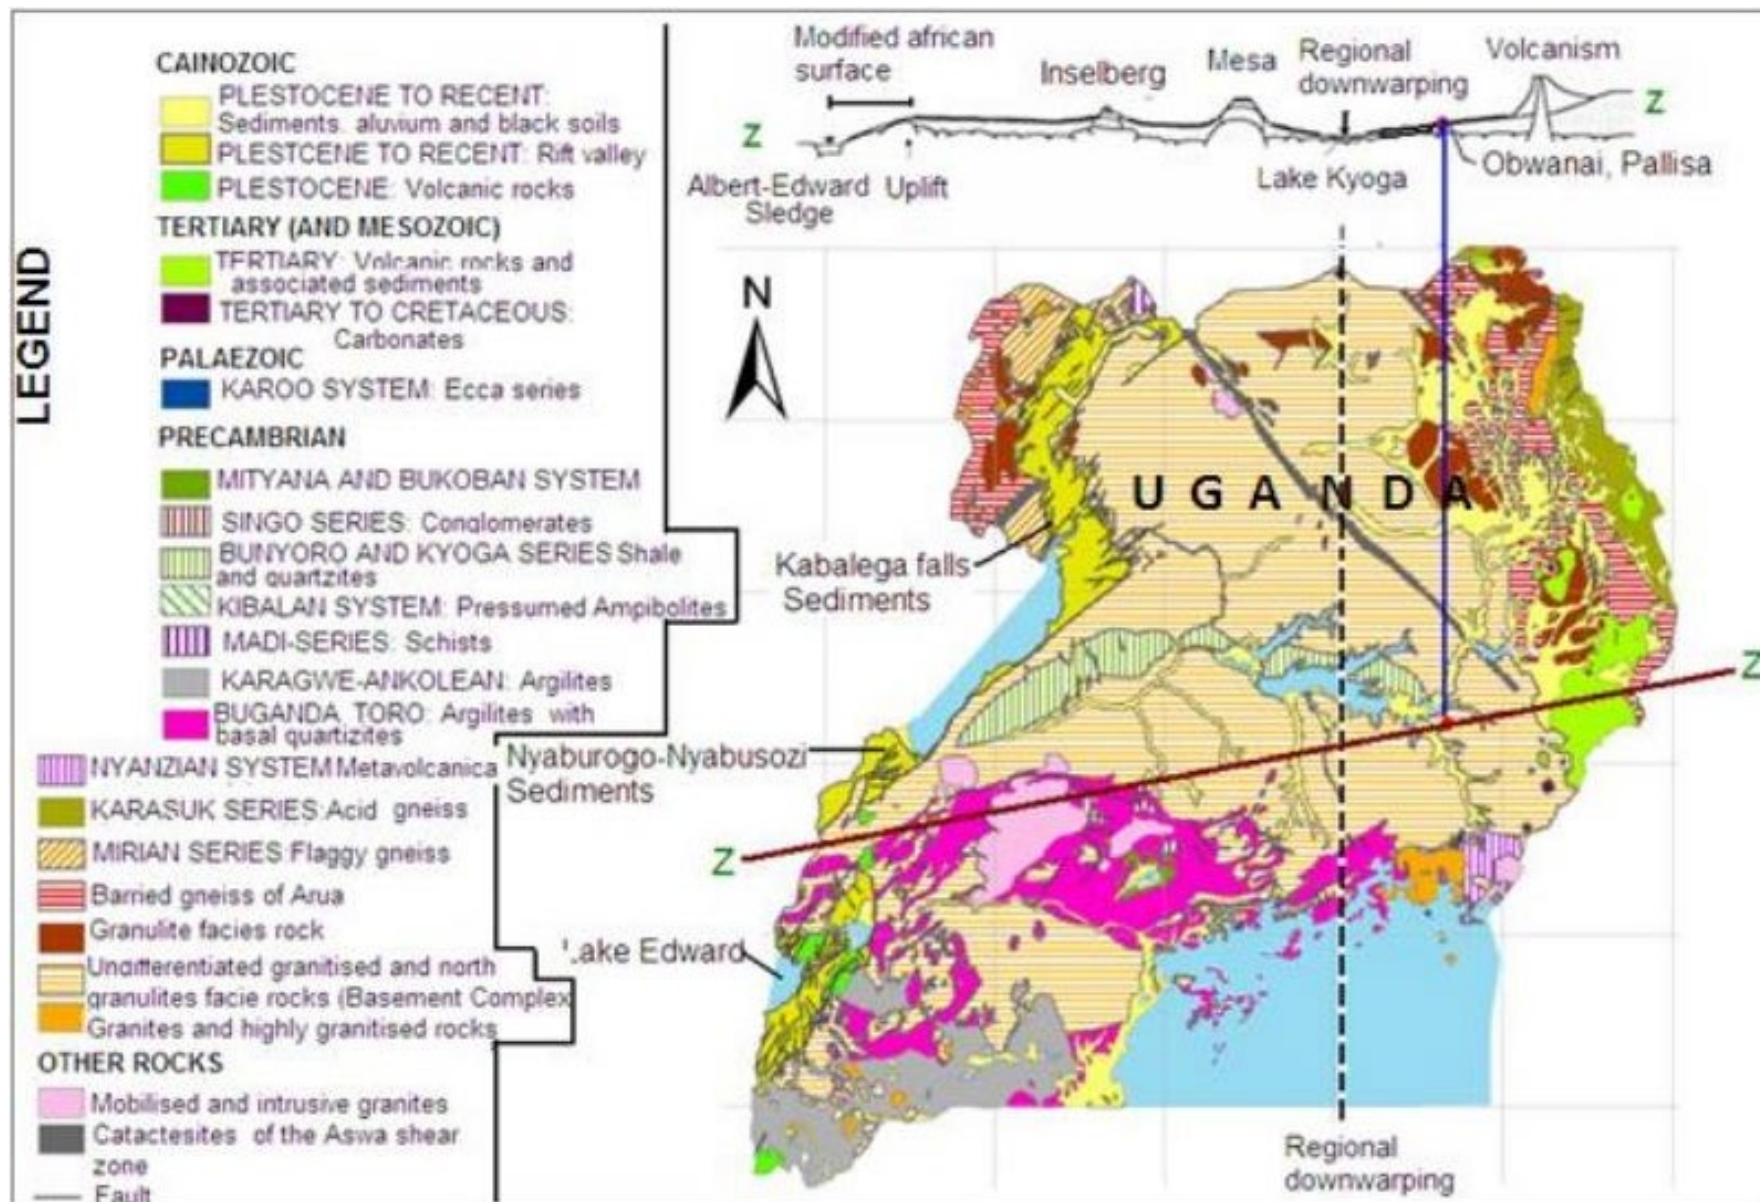 LEGEND
CAINOZOIC
PLESTOCENE TO RECENT:
Sediments, aluvium and black soils
PLESTCENE TO RECENT: Rift valley
PLESTOCENE: Volcanic rocks
TERTIARY (AND MESOZOIC)
TERTIARY: Volcanic rocks and
associated sediments
TERTIARY TO CRETACEOUS:
Carbonates
PALAEZOIC
KAROO SYSTEM: Ecca series
PRECAMBRIAN
MITYANA AND BUKOBAN SYSTEM
SINGO SERIES: Conglomerates
BUNYORO AND KYOGA SERIES Shale
and quartzites
KIBALAN SYSTEM: Pressumed Ampibolites
MADI-SERIES: Schists
KARAGWE-ANKOLEAN: Argilites
BUGANDA TORO: Argilites with
basal quartizites
NYANZIAN SYSTEM Metavolcanica
KARASUK SERIES Acid gneiss
MIRIAN SERIES Flaggy gneiss
Barried gneiss of Arua
Granulite facies rock
Undifferentiated granitised and north
granulites facie rocks (Basement Complex
Granites and highly granitised rocks
OTHER ROCKS
Mobilised and intrusive granites
Catactesites of the Aswa shear
zone
Fault
Modified african
surface
Inselberg
Mesa
Regional
downwarping
Volcanism
Z
Z
Albert-Edward
Sledge
Uplift
Lake Kyoga
Obwanai, Pallisa
N
UGANDA
Kabalega falls
Sediments
Nyaburogo-Nyabusozi
Sediments
Z
Z
Lake Edward
Regional
downwarping